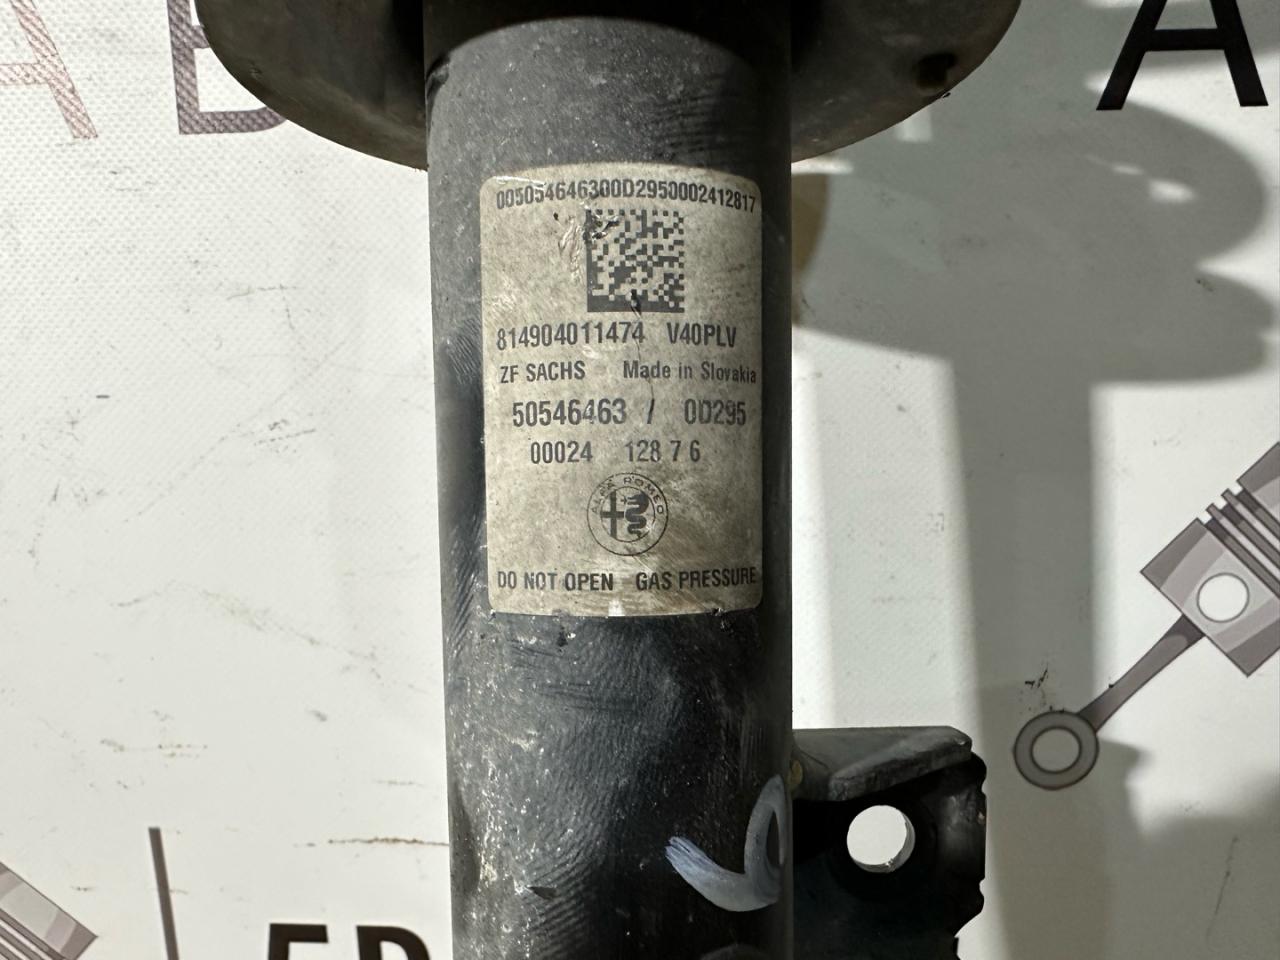 005054646300D2950002412817
814904011474 V40PLV
ZF SACHS Made in Slovakia
50546463 / 0D295
00024 128 7 6
ALFA ROMEO
DO NOT OPEN GAS PRESSURE